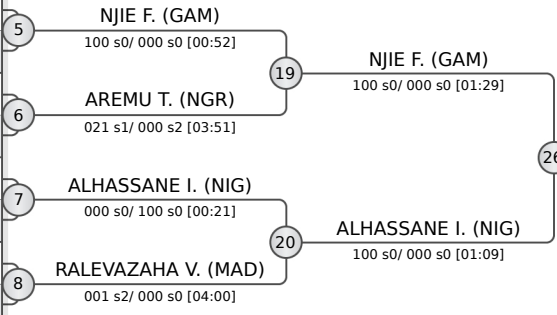 5
NJIE F. (GAM)
100 s0/ 000 s0 [00:52]
19
NJIE F. (GAM)
100 s0/ 000 s0 [01:29]
6
AREMU T. (NGR)
021 s1/ 000 s2 [03:51]
26
7
ALHASSANE I. (NIG)
000 s0/ 100 s0 [00:21]
20
ALHASSANE I. (NIG)
100 s0/ 000 s0 [01:09]
8
RALEVAZAHA V. (MAD)
001 s2/ 000 s0 [04:00]